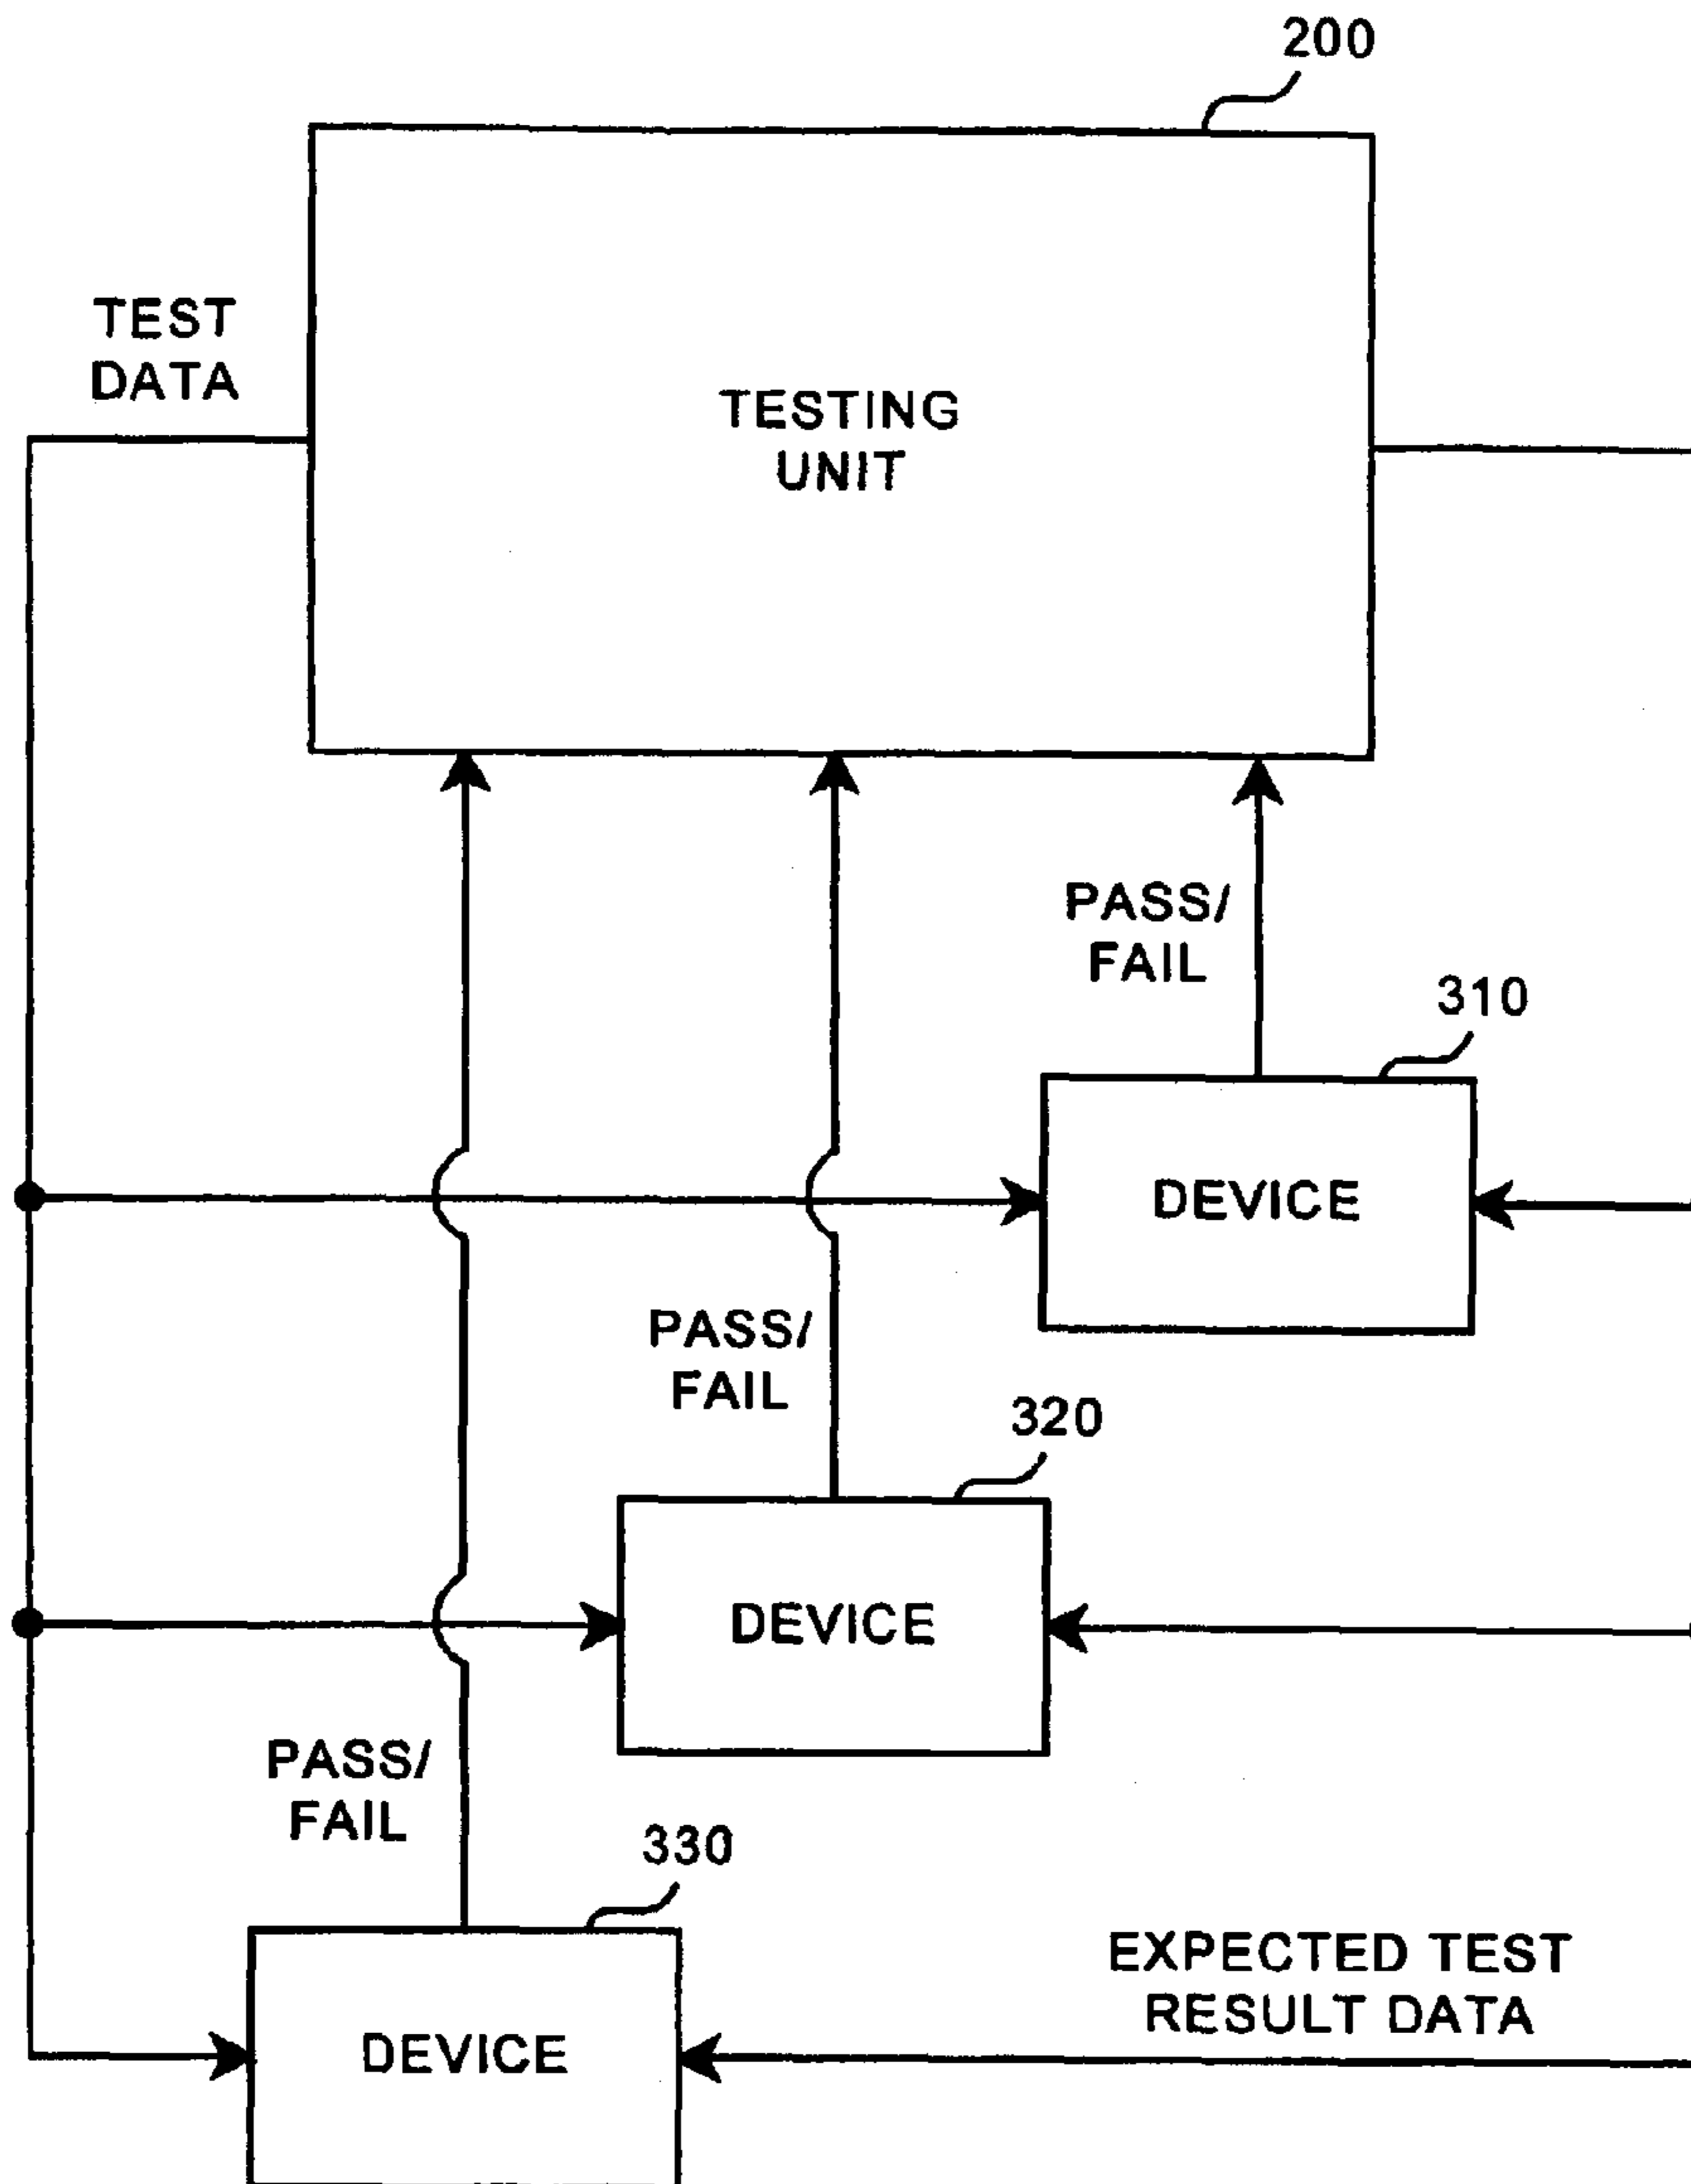 200
TEST
DATA
TESTING
UNIT
PASS/
FAIL
310
DEVICE
PASS/
FAIL
320
DEVICE
PASS/
FAIL
330
EXPECTED TEST
RESULT DATA
DEVICE